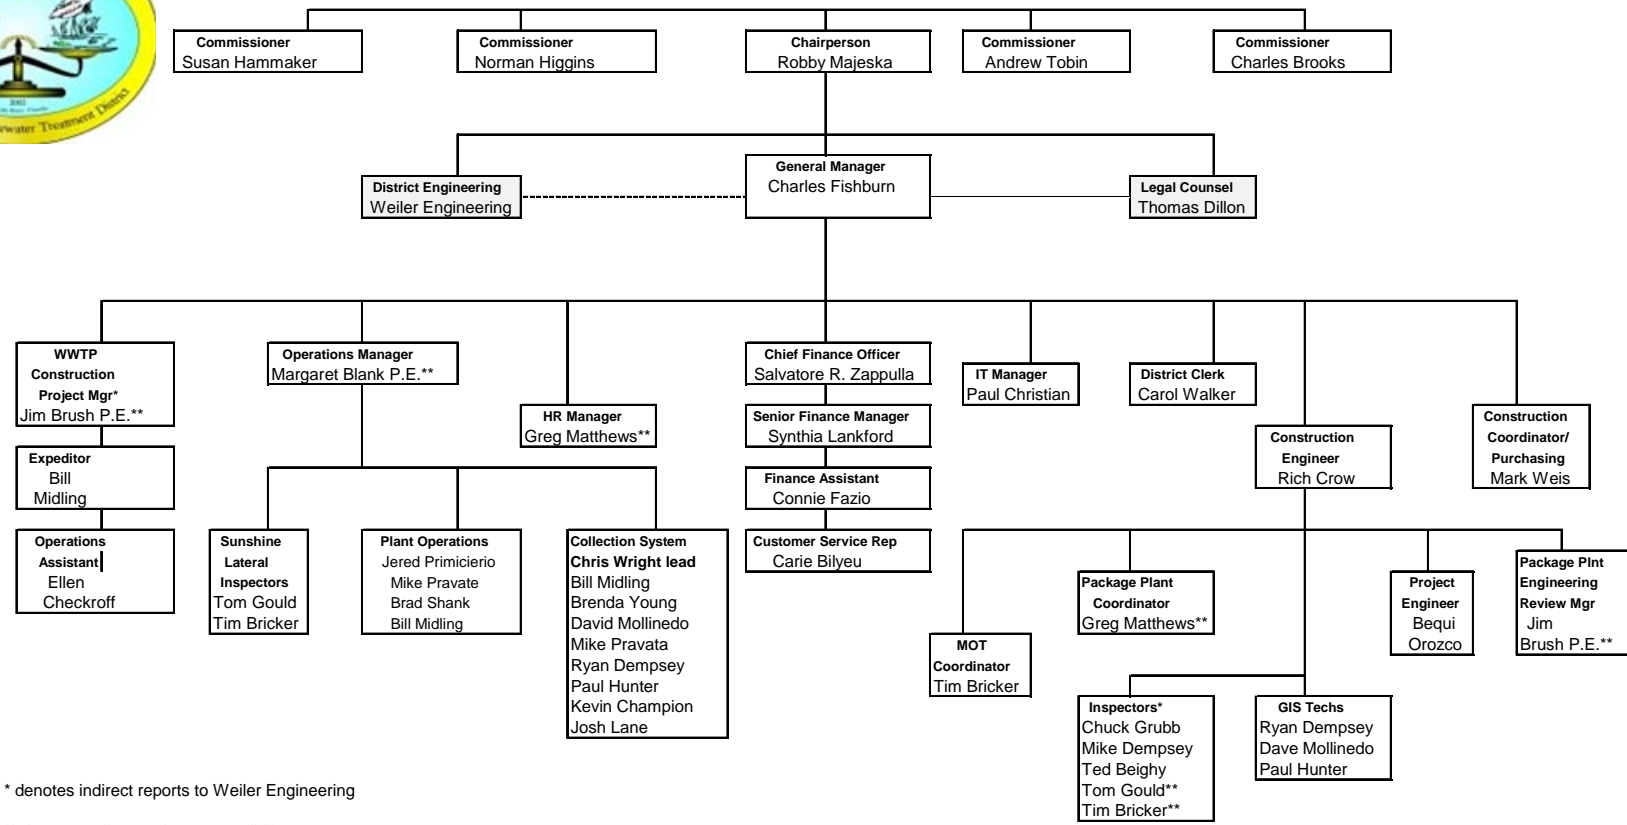 2002
water Treatment District
Commissioner
Susan Hammaker
Commissioner
Norman Higgins
Chairperson
Robby Majeska
Commissioner
Andrew Tobin
Commissioner
Charles Brooks
General Manager
Charles Fishburn
District Engineering
Weiler Engineering
Legal Counsel
Thomas Dillon
WWTP
Construction
Project Mgr*
Jim Brush P.E.**
Expeditor
Bill
Midling
Operations
Assistant
Ellen
Checkroff
Operations Manager
Margaret Blank P.E.**
Sunshine
Lateral
Inspectors
Tom Gould
Tim Bricker
Plant Operations
Jered Primicierio
Mike Pravate
Brad Shank
Bill Midling
Collection System
Chris Wright lead
Bill Midling
Brenda Young
David Mollinedo
Mike Pravata
Ryan Dempsey
Paul Hunter
Kevin Champion
Josh Lane
HR Manager
Greg Matthews**
Chief Finance Officer
Salvatore R. Zappulla
Senior Finance Manager
Synthia Lankford
Finance Assistant
Connie Fazio
Customer Service Rep
Carie Bilyeu
IT Manager
Paul Christian
District Clerk
Carol Walker
Construction
Engineer
Rich Crow
Construction
Coordinator/
Purchasing
Mark Weis
MOT
Coordinator
Tim Bricker
Package Plant
Coordinator
Greg Matthews**
Project
Engineer
Bequi
Orozco
Package Plnt
Engineering
Review Mgr
Jim
Brush P.E.**
Inspectors*
Chuck Grubb
Mike Dempsey
Ted Beighy
Tom Gould**
Tim Bricker**
GIS Techs
Ryan Dempsey
Dave Mollinedo
Paul Hunter
* denotes indirect reports to Weiler Engineering